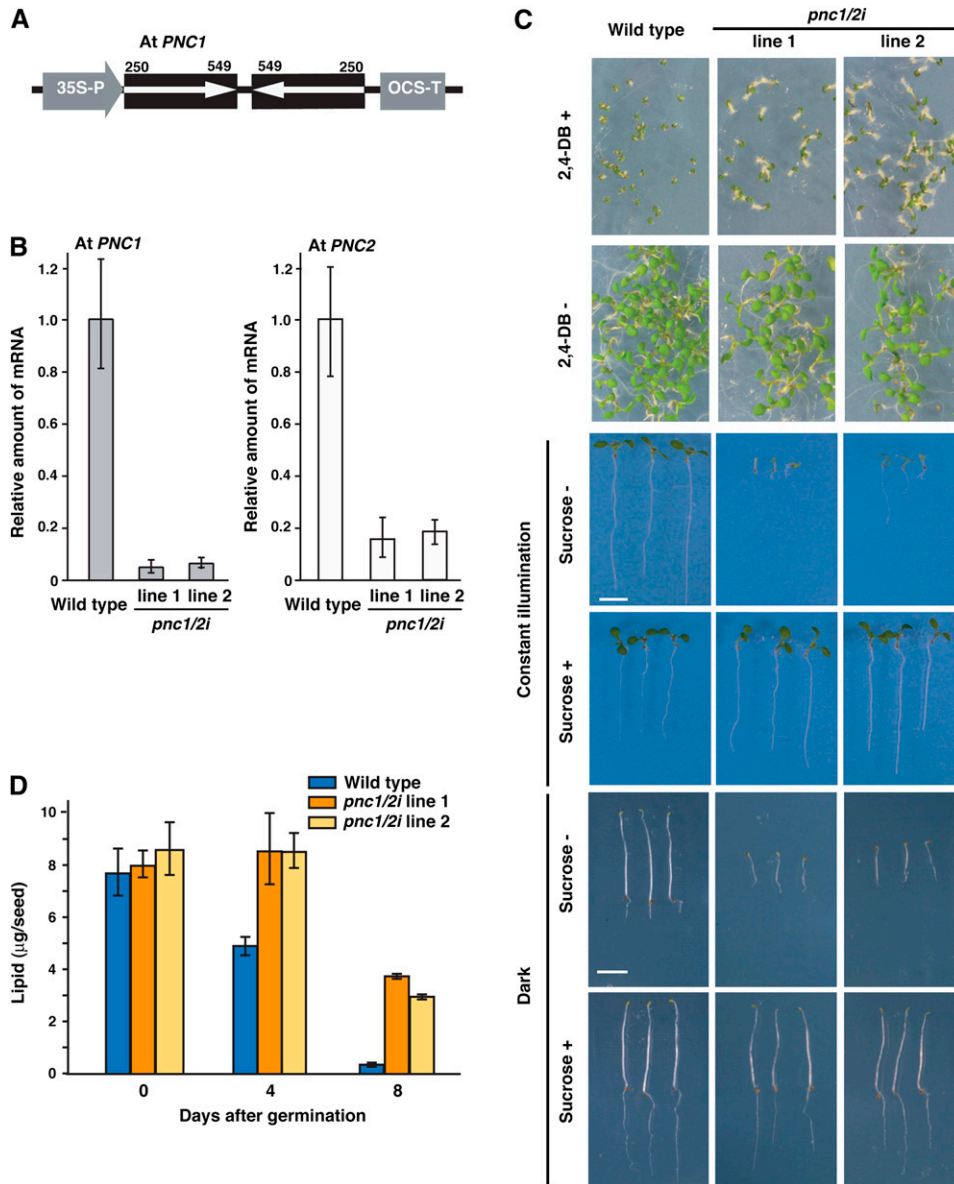 A
At PNC1
250 549 549 250
35S-P OCS-T
B
At PNC1
Relative amount of mRNA
1.2
1.0
0.8
0.6
0.4
0.2
0
Wild type line 1 line 2
pnc1/2i
At PNC2
Relative amount of mRNA
1.2
1.0
0.8
0.6
0.4
0.2
0
Wild type line 1 line 2
pnc1/2i
C
Wild type
pnc1/2i
line 1 line 2
2,4-DB +
2,4-DB -
Constant illumination
Sucrose -
Sucrose +
Dark
Sucrose -
Sucrose +
D
Wild type
pnc1/2i line 1
pnc1/2i line 2
Lipid (μg/seed)
10
8
6
4
2
0
0 4 8
Days after germination